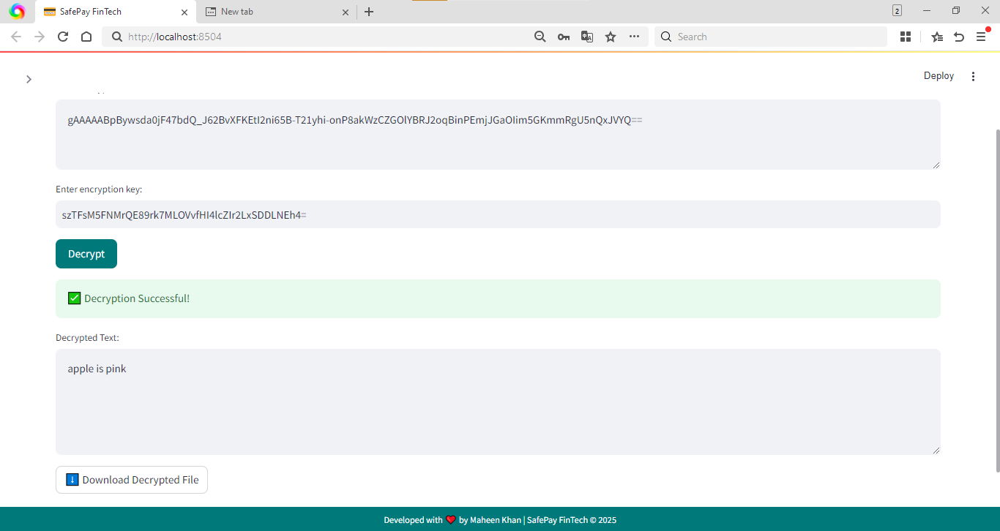 SafePay FinTech
New tab
2
http://localhost:8504
Search
Deploy
gAAAAABpBywsda0jF47bdQ_J62BvXFKEtI2ni65B-T21yhi-onP8akWzCZGOlYBRJ2oqBinPEmjJGaOIim5GKmmRgU5nQxJVYQ==
Enter encryption key:
szTFsM5FNMrQE89rk7MLOVvfHI4lcZIr2LxSDDLNEh4=
Decrypt
✅ Decryption Successful!
Decrypted Text:
apple is pink
⬇️ Download Decrypted File
Developed with ❤️ by Maheen Khan | SafePay FinTech © 2025